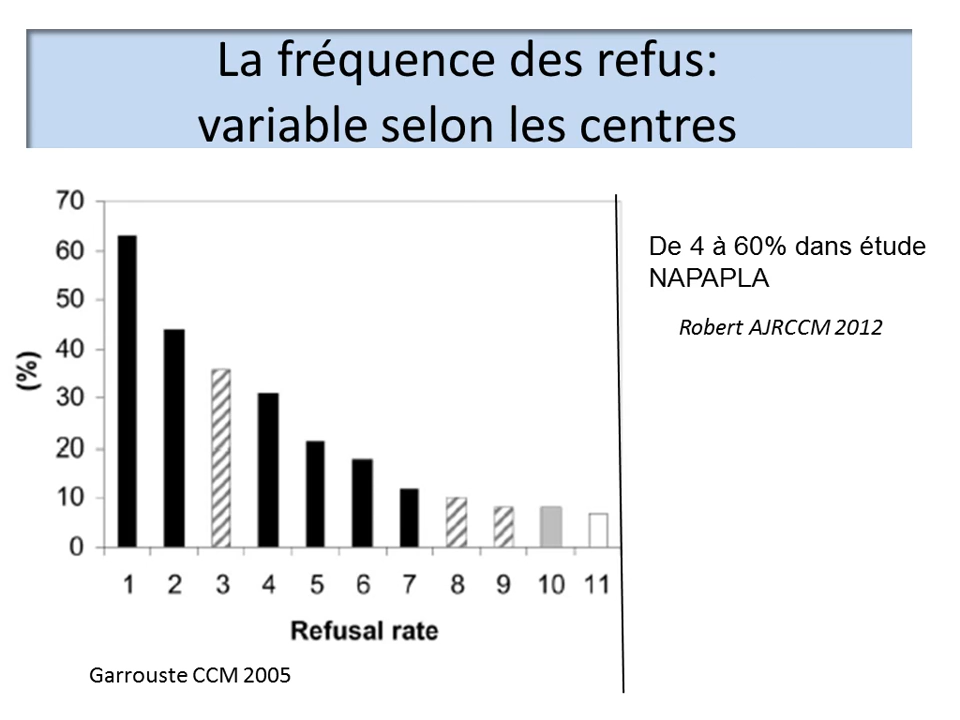 La fréquence des refus:
variable selon les centres
70
60
50
40
30
20
10
0
(%)
1 2 3 4 5 6 7 8 9 10 11
Refusal rate
Garrouste CCM 2005
De 4 à 60% dans étude
NAPAPLA
Robert AJRCCM 2012